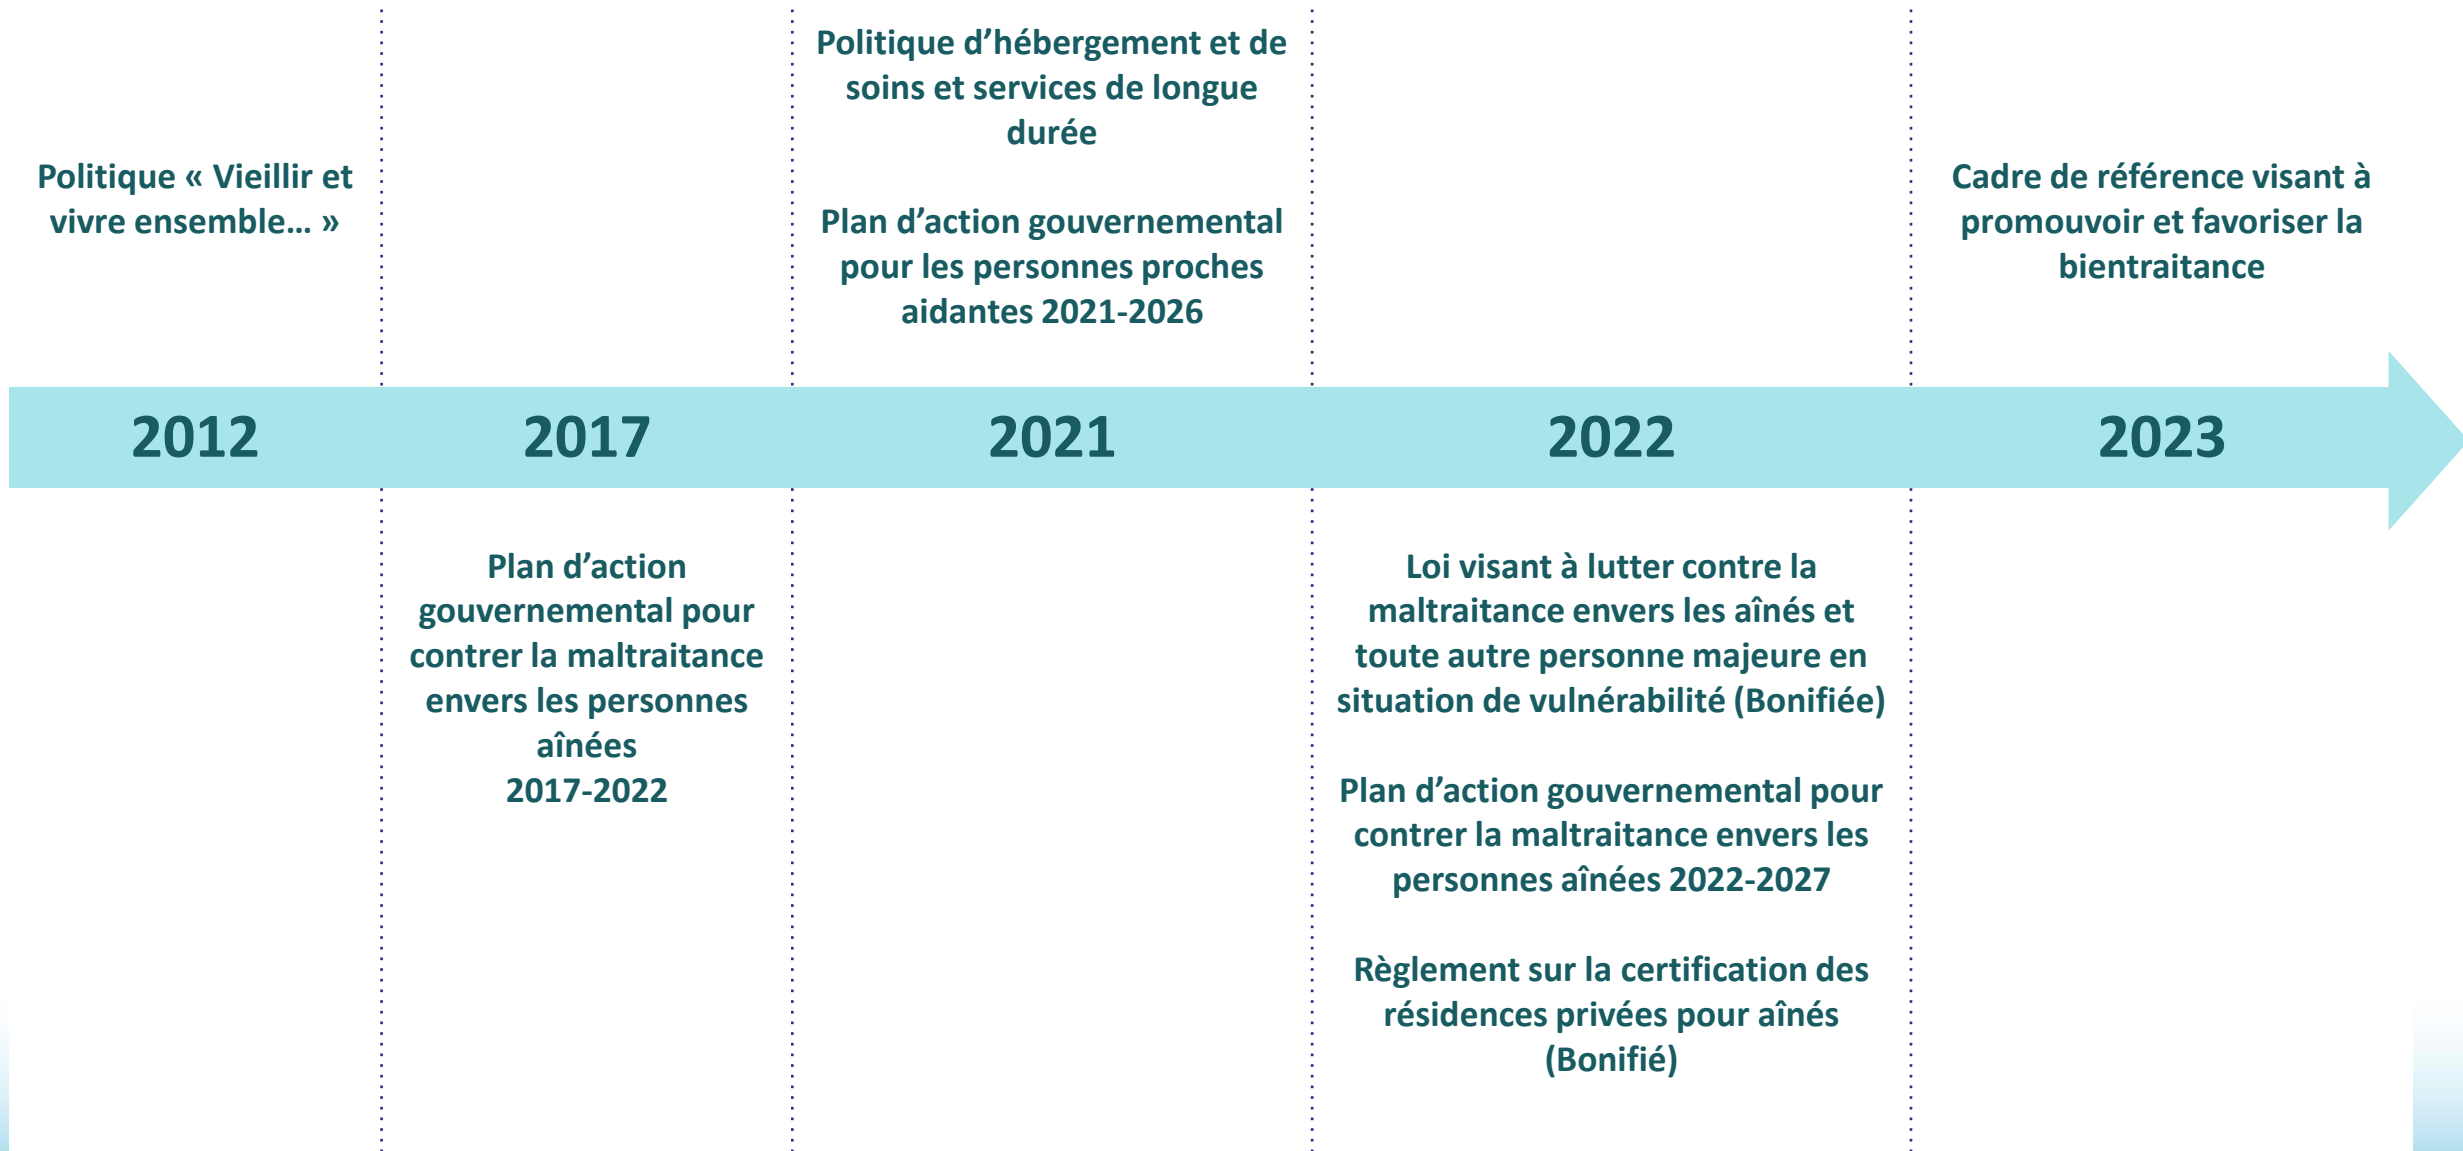 Politique « Vieillir et
vivre ensemble… »
Politique d’hébergement et de
soins et services de longue
durée
Plan d’action gouvernemental
pour les personnes proches
aidantes 2021-2026
Cadre de référence visant à
promouvoir et favoriser la
bientraitance
2012
2017
2021
2022
2023
Plan d’action
gouvernemental pour
contrer la maltraitance
envers les personnes
aînées
2017-2022
Loi visant à lutter contre la
maltraitance envers les aînés et
toute autre personne majeure en
situation de vulnérabilité (Bonifiée)
Plan d’action gouvernemental pour
contrer la maltraitance envers les
personnes aînées 2022-2027
Règlement sur la certification des
résidences privées pour aînés
(Bonifié)